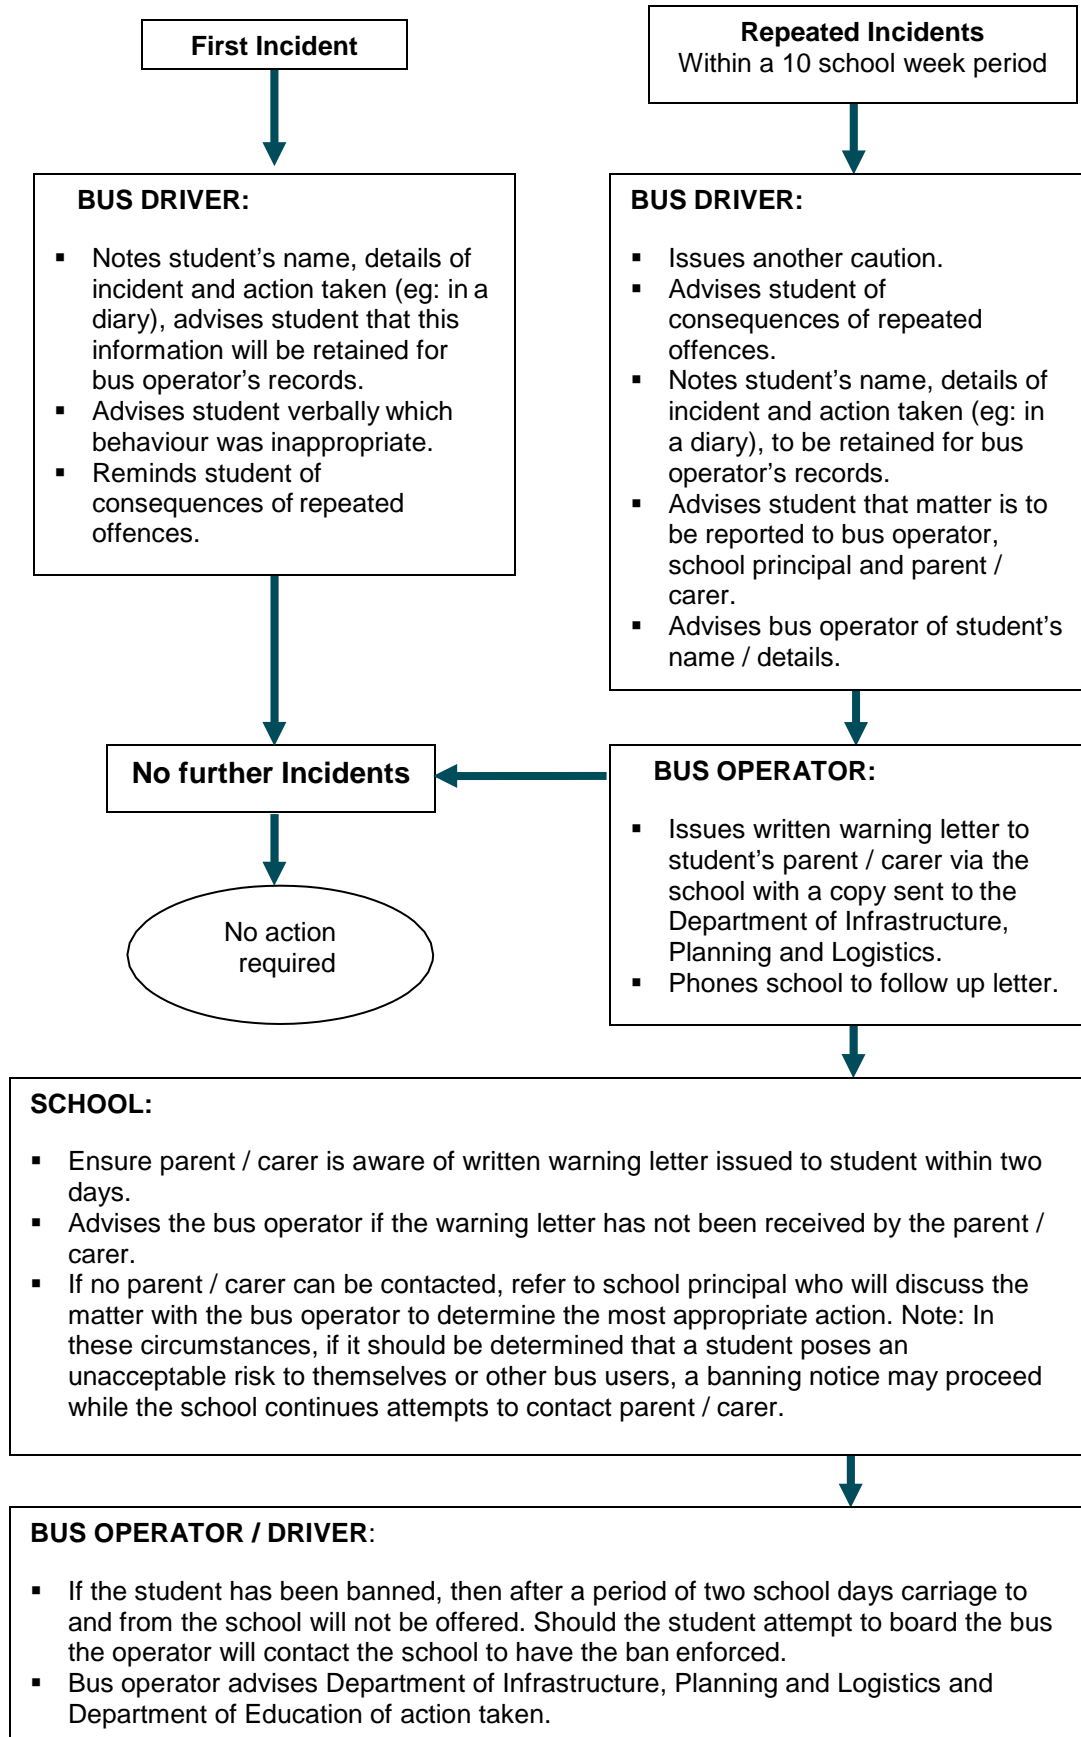 First Incident
Repeated Incidents
Within a 10 school week period
BUS DRIVER:
▪ Notes student’s name, details of
incident and action taken (eg: in a
diary), advises student that this
information will be retained for
bus operator’s records.
▪ Advises student verbally which
behaviour was inappropriate.
▪ Reminds student of
consequences of repeated
offences.
BUS DRIVER:
▪ Issues another caution.
▪ Advises student of
consequences of repeated
offences.
▪ Notes student’s name, details of
incident and action taken (eg: in
a diary), to be retained for bus
operator’s records.
▪ Advises student that matter is to
be reported to bus operator,
school principal and parent /
carer.
▪ Advises bus operator of student’s
name / details.
No further Incidents
No action
required
BUS OPERATOR:
▪ Issues written warning letter to
student’s parent / carer via the
school with a copy sent to the
Department of Infrastructure,
Planning and Logistics.
▪ Phones school to follow up letter.
SCHOOL:
▪ Ensure parent / carer is aware of written warning letter issued to student within two
days.
▪ Advises the bus operator if the warning letter has not been received by the parent /
carer.
▪ If no parent / carer can be contacted, refer to school principal who will discuss the
matter with the bus operator to determine the most appropriate action. Note: In
these circumstances, if it should be determined that a student poses an
unacceptable risk to themselves or other bus users, a banning notice may proceed
while the school continues attempts to contact parent / carer.
BUS OPERATOR / DRIVER:
▪ If the student has been banned, then after a period of two school days carriage to
and from the school will not be offered. Should the student attempt to board the bus
the operator will contact the school to have the ban enforced.
▪ Bus operator advises Department of Infrastructure, Planning and Logistics and
Department of Education of action taken.